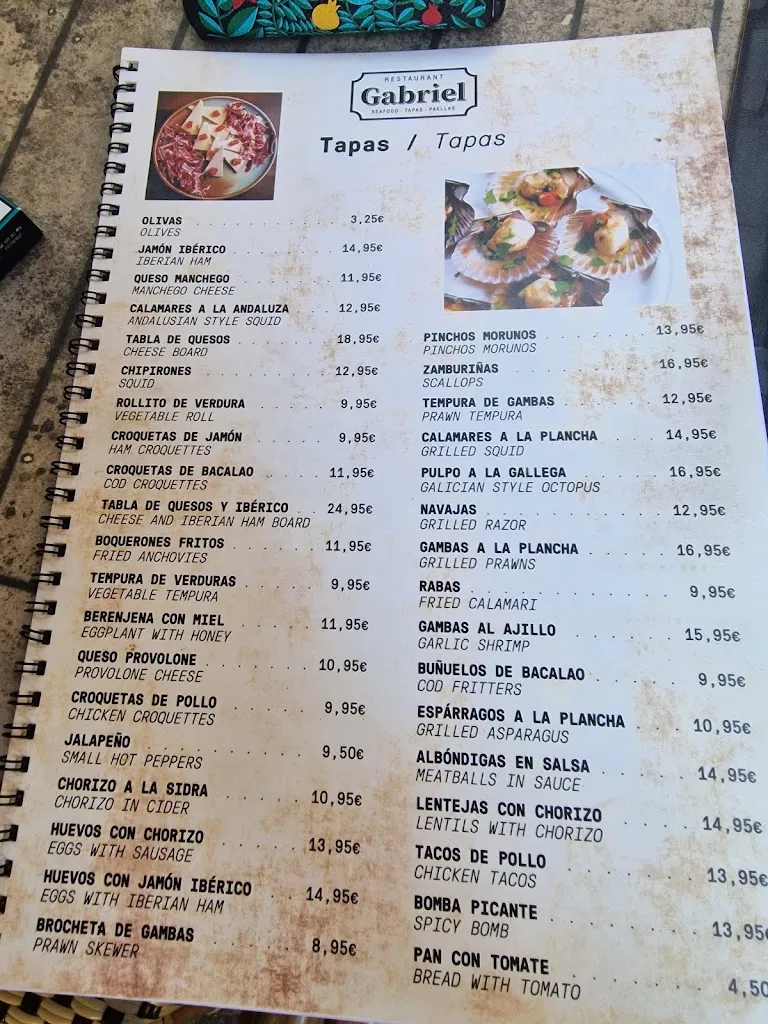 RESTAURANT
Gabriel
SEAFOOD · TAPAS · PAELLAS
Tapas / Tapas
OLIVAS 3,25€
OLIVES
JAMÓN IBÉRICO 14,95€
IBERIAN HAM
QUESO MANCHEGO 11,95€
MANCHEGO CHEESE
CALAMARES A LA ANDALUZA 12,95€
ANDALUSIAN STYLE SQUID
TABLA DE QUESOS 18,95€
CHEESE BOARD
CHIPIRONES 12,95€
SQUID
ROLLITO DE VERDURA 9,95€
VEGETABLE ROLL
CROQUETAS DE JAMÓN 9,95€
HAM CROQUETTES
CROQUETAS DE BACALAO 11,95€
COD CROQUETTES
TABLA DE QUESOS Y IBÉRICO 24,95€
CHEESE AND IBERIAN HAM BOARD
BOQUERONES FRITOS 11,95€
FRIED ANCHOVIES
TEMPURA DE VERDURAS 9,95€
VEGETABLE TEMPURA
BERENJENA CON MIEL 11,95€
EGGPLANT WITH HONEY
QUESO PROVOLONE 10,95€
PROVOLONE CHEESE
CROQUETAS DE POLLO 9,95€
CHICKEN CROQUETTES
JALAPEÑO 9,50€
SMALL HOT PEPPERS
CHORIZO A LA SIDRA 10,95€
CHORIZO IN CIDER
HUEVOS CON CHORIZO 13,95€
EGGS WITH SAUSAGE
HUEVOS CON JAMÓN IBÉRICO 14,95€
EGGS WITH IBERIAN HAM
BROCHETA DE GAMBAS 8,95€
PRAWN SKEWER
PINCHOS MORUNOS 13,95€
PINCHOS MORUNOS
ZAMBURIÑAS 16,95€
SCALLOPS
TEMPURA DE GAMBAS 12,95€
PRAWN TEMPURA
CALAMARES A LA PLANCHA 14,95€
GRILLED SQUID
PULPO A LA GALLEGA 16,95€
GALICIAN STYLE OCTOPUS
NAVAJAS 12,95€
GRILLED RAZOR
GAMBAS A LA PLANCHA 16,95€
GRILLED PRAWNS
RABAS 9,95€
FRIED CALAMARI
GAMBAS AL AJILLO 15,95€
GARLIC SHRIMP
BUÑUELOS DE BACALAO 9,95€
COD FRITTERS
ESPÁRRAGOS A LA PLANCHA 10,95€
GRILLED ASPARAGUS
ALBÓNDIGAS EN SALSA 14,95€
MEATBALLS IN SAUCE
LENTEJAS CON CHORIZO 14,95€
LENTILS WITH CHORIZO
TACOS DE POLLO 13,95€
CHICKEN TACOS
BOMBA PICANTE 13,95€
SPICY BOMB
PAN CON TOMATE 4,50
BREAD WITH TOMATO